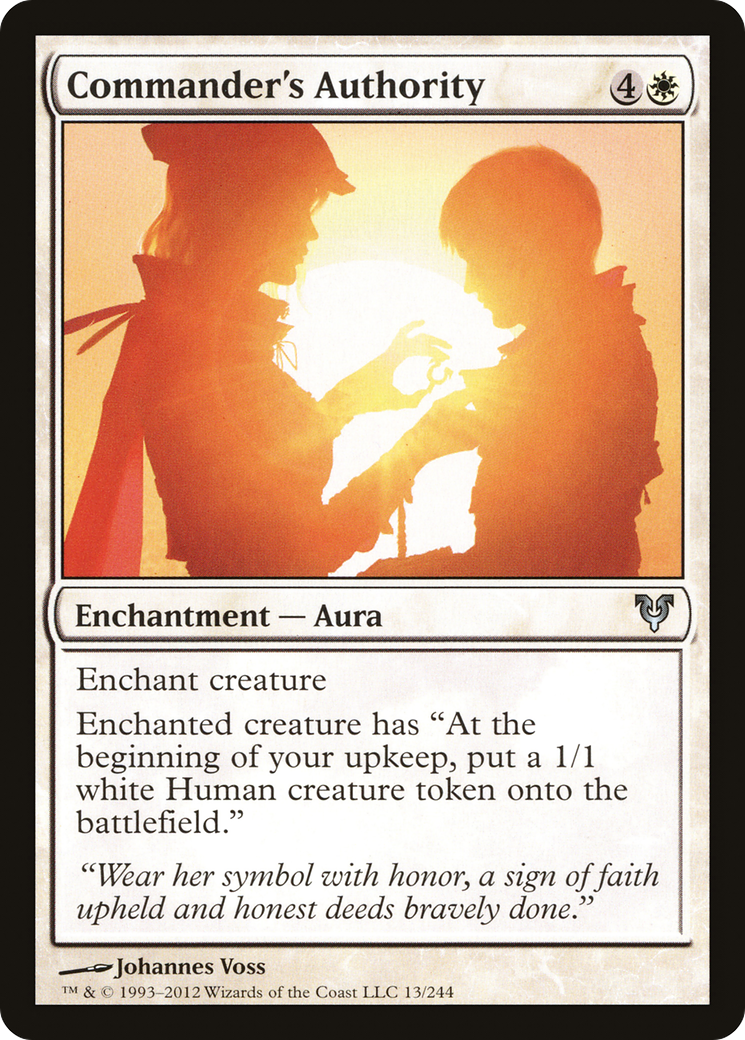 Commander's Authority 4
Enchantment — Aura
Enchant creature
Enchanted creature has “At the
beginning of your upkeep, put a 1/1
white Human creature token onto the
battlefield.”
“Wear her symbol with honor, a sign of faith
upheld and honest deeds bravely done.”
Johannes Voss
™ & © 1993–2012 Wizards of the Coast LLC 13/244